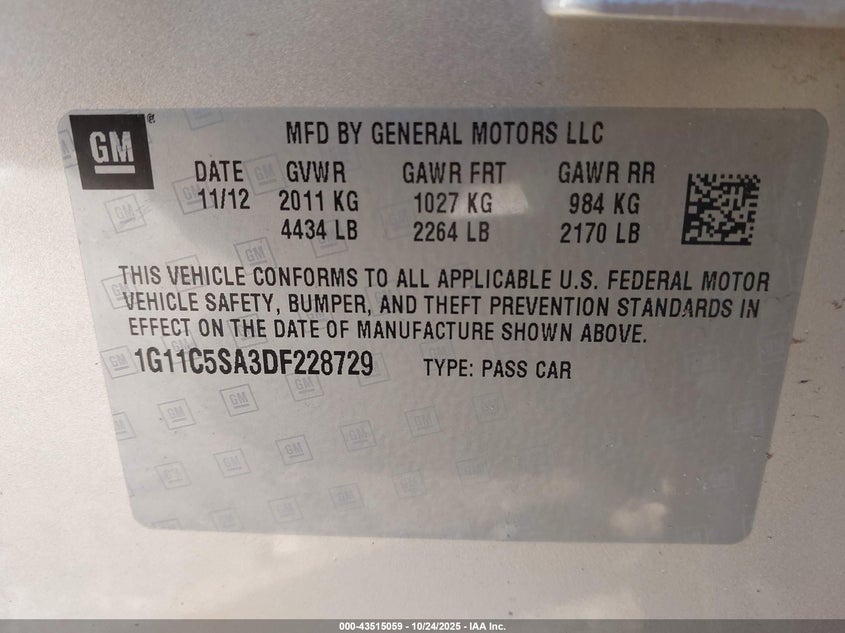 GM
MFD BY GENERAL MOTORS LLC
DATE GVWR GAWR FRT GAWR RR
11/12 2011 KG 1027 KG 984 KG
4434 LB 2264 LB 2170 LB
THIS VEHICLE CONFORMS TO ALL APPLICABLE U.S. FEDERAL MOTOR
VEHICLE SAFETY, BUMPER, AND THEFT PREVENTION STANDARDS IN
EFFECT ON THE DATE OF MANUFACTURE SHOWN ABOVE.
1G11C5SA3DF228729 TYPE: PASS CAR
000-43515059 - 10/24/2025 - IAA Inc.